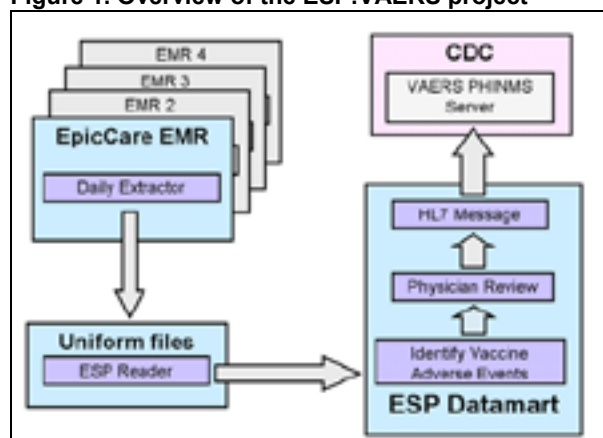 Figure 1. Overview of the ESP:VAERS project
EMR 4
EMR 3
EMR 2
EpicCare EMR
Daily Extractor
Uniform files
ESP Reader
CDC
VAERS PHINMS
Server
HL7 Message
Physician Review
Identify Vaccine
Adverse Events
ESP Datamart